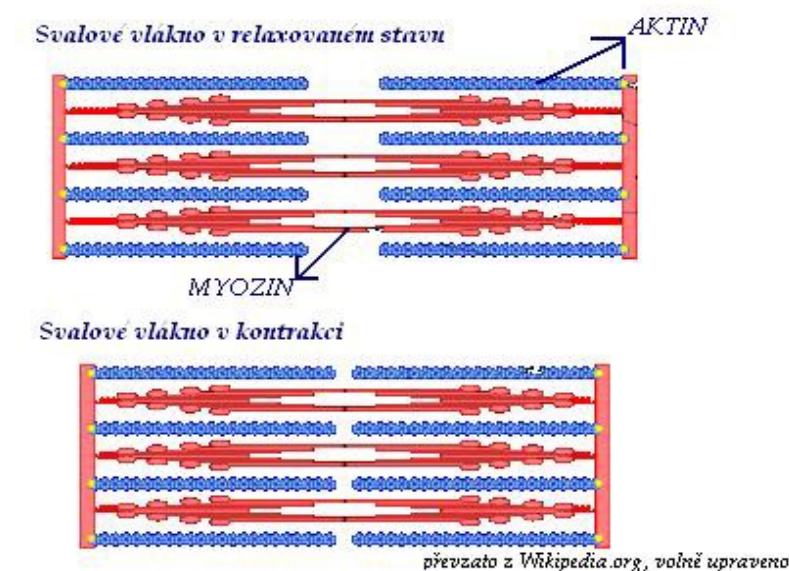 Svalové vlákno v relaxovaném stavu
AKTIN
MYOZIN
Svalové vlákno v kontrakci
převzato z Wikipedia.org, volně upraveno